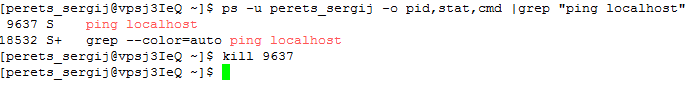 [perets_sergij@vpsj3IeQ ~]$ ps -u perets_sergij -o pid,stat,cmd |grep "ping localhost"
 9637 S    ping localhost
18532 S+   grep --color=auto ping localhost
[perets_sergij@vpsj3IeQ ~]$ kill 9637
[perets_sergij@vpsj3IeQ ~]$